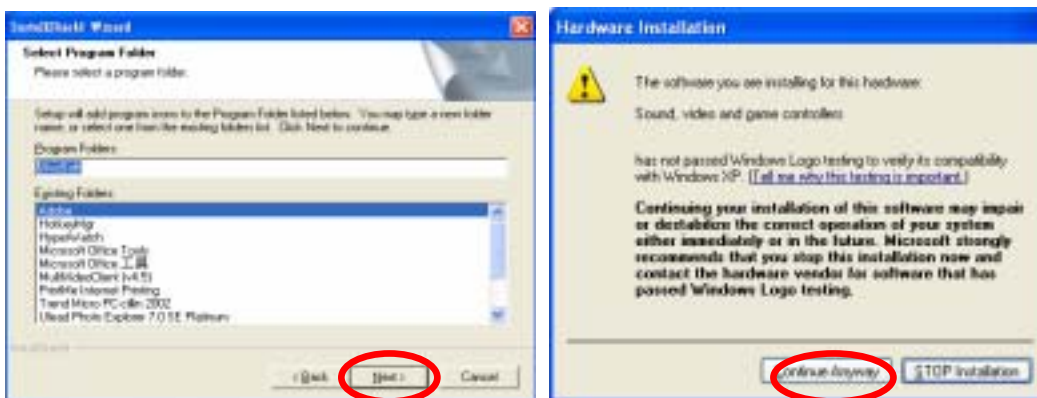 InstallShield Wizard
Select Program Folder
Please select a program folder.
Setup will add program icons to the Program Folder listed below. You may type a new folder
name, or select one from the existing folders list. Click Next to continue.
Program Folders:
Existing Folders:
Adobe
HotkeyMgr
HyperWatch
Microsoft Office Tools
Microsoft Office 工具
MultiVideoClient (v4.5)
PrintMe Internet Printing
Trend Micro PC-cillin 2002
Ulead Photo Explorer 7.0 SE Platinum
InstallShield
< Back
Next >
Cancel
Hardware Installation
The software you are installing for this hardware:
Sound, video and game controllers
has not passed Windows Logo testing to verify its compatibility
with Windows XP. (Tell me why this testing is important.)
Continuing your installation of this software may impair
or destabilize the correct operation of your system
either immediately or in the future. Microsoft strongly
recommends that you stop this installation now and
contact the hardware vendor for software that has
passed Windows Logo testing.
Continue Anyway
STOP Installation